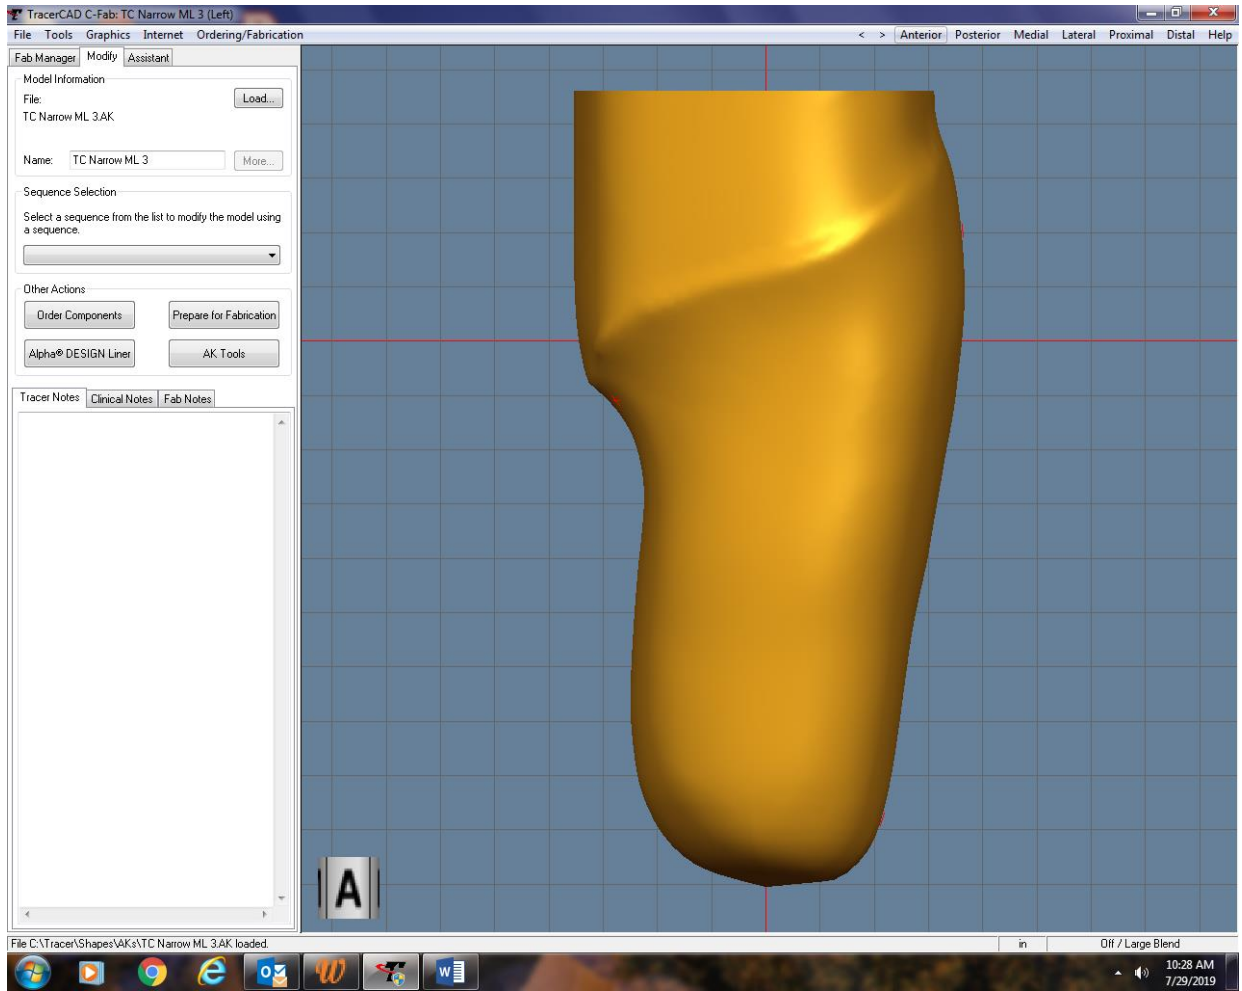 TracerCAD C-Fab: TC Narrow ML 3 (Left)
File Tools Graphics Internet Ordering/Fabrication < > Anterior Posterior Medial Lateral Proximal Distal Help
Fab Manager Modify Assistant
Model Information
File: Load...
TC Narrow ML 3.AK
Name: TC Narrow ML 3 More...
Sequence Selection
Select a sequence from the list to modify the model using
a sequence.
Other Actions
Order Components Prepare for Fabrication
Alpha® DESIGN Liner AK Tools
Tracer Notes Clinical Notes Fab Notes
A
File C:\Tracer\Shapes\AKs\TC Narrow ML 3.AK loaded. in Off / Large Blend
10:28 AM
7/29/2019